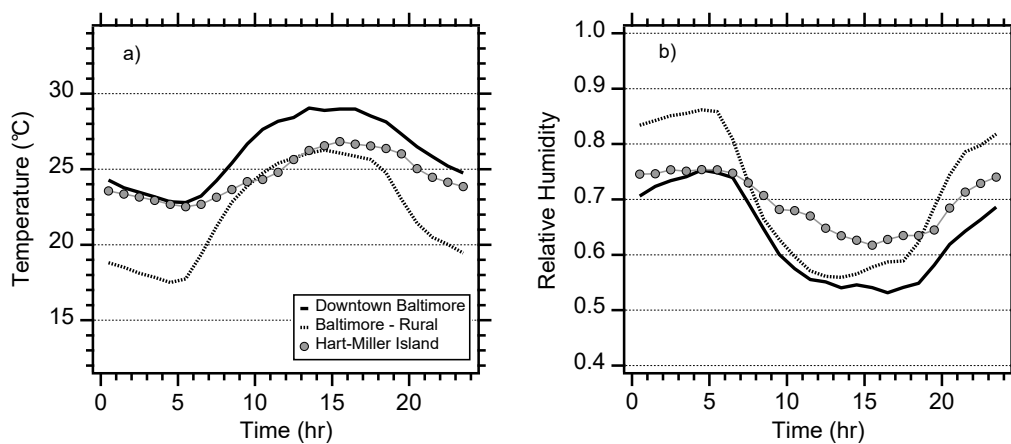 a)
30
25
20
15
Temperature (°C)
Downtown Baltimore
Baltimore - Rural
Hart-Miller Island
0 5 10 15 20
Time (hr)
b)
1.0
0.9
0.8
0.7
0.6
0.5
0.4
Relative Humidity
0 5 10 15 20
Time (hr)